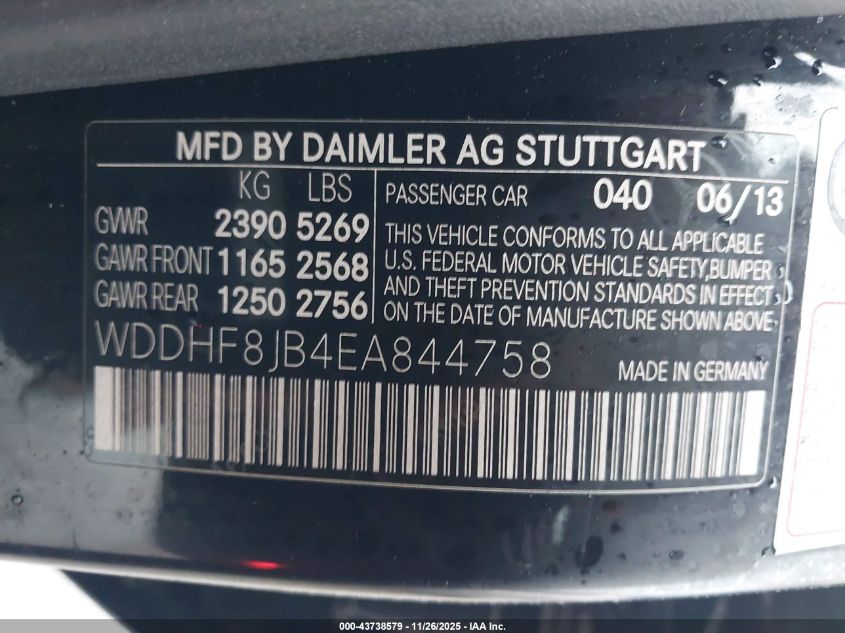 MFD BY DAIMLER AG STUTTGART
KG LBS
GVWR 2390 5269
GAWR FRONT 1165 2568
GAWR REAR 1250 2756
PASSENGER CAR 040 06/13
THIS VEHICLE CONFORMS TO ALL APPLICABLE
U.S. FEDERAL MOTOR VEHICLE SAFETY,BUMPER
AND THEFT PREVENTION STANDARDS IN EFFECT
ON THE DATE OF MANUFACTURE SHOWN ABOVE.
WDDHF8JB4EA844758
MADE IN GERMANY
000-43738579 - 11/26/2025 - IAA Inc.